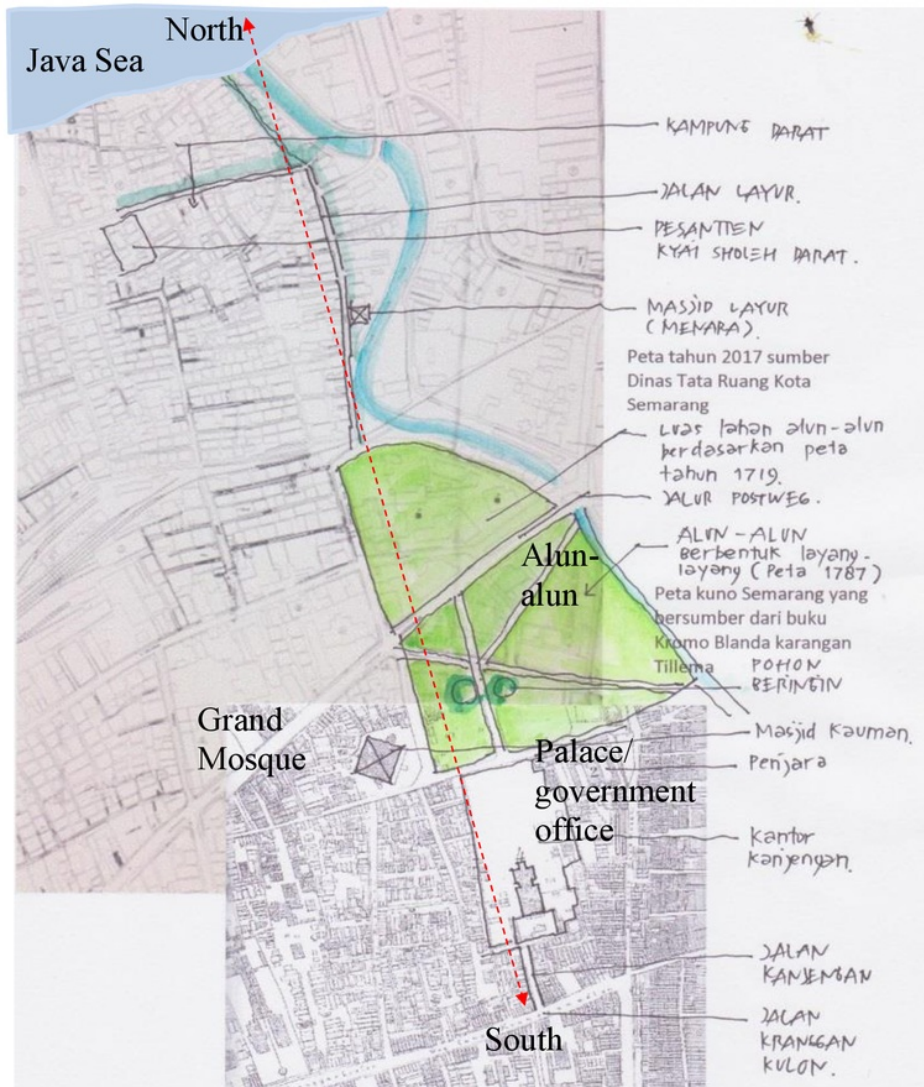 North
Java Sea
KAMPUNG DARAT
JALAN LAYUR.
PESANTREN
KYAI SHOLEH DARAT.
MASJID LAYUR
(MENARA).
Peta tahun 2017 sumber
Dinas Tata Ruang Kota
Semarang
Luas lahan alun-alun
berdasarkan peta
tahun 1719.
JALUR POSTWEG.
Alun-
alun
ALUN-ALUN
Berbentuk layang-
layang (Peta 1787)
Peta kuno Semarang yang
bersumber dari buku
Kromo Blanda karangan
Tillema
POHON
BERINGIN
Grand
Mosque
Masjid Kauman.
Palace/
government
office
Penjara
Kantor
Kanjengan.
JALAN
KANJENGAN
JALAN
KRANGGAN
KULON.
South